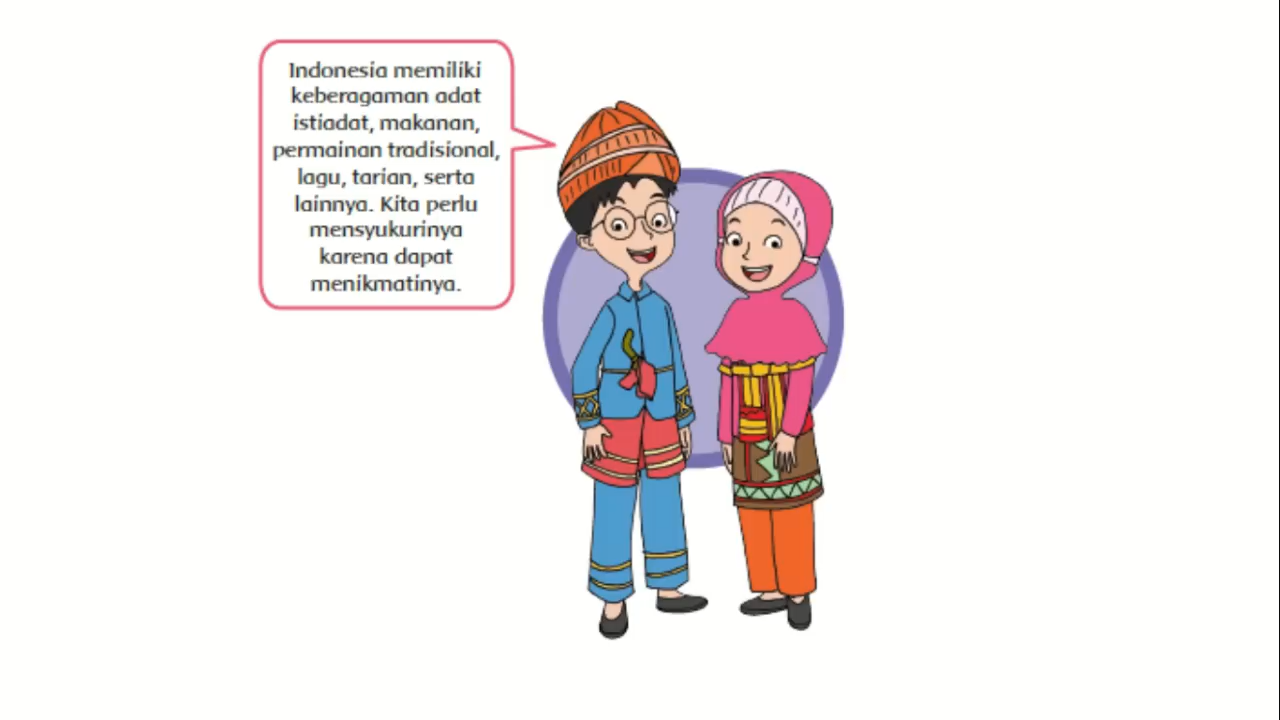 Indonesia memiliki
keberagaman adat
istiadat, makanan,
permainan tradisional,
lagu, tarian, serta
lainnya. Kita perlu
mensyukurinya
karena dapat
menikmatinya.